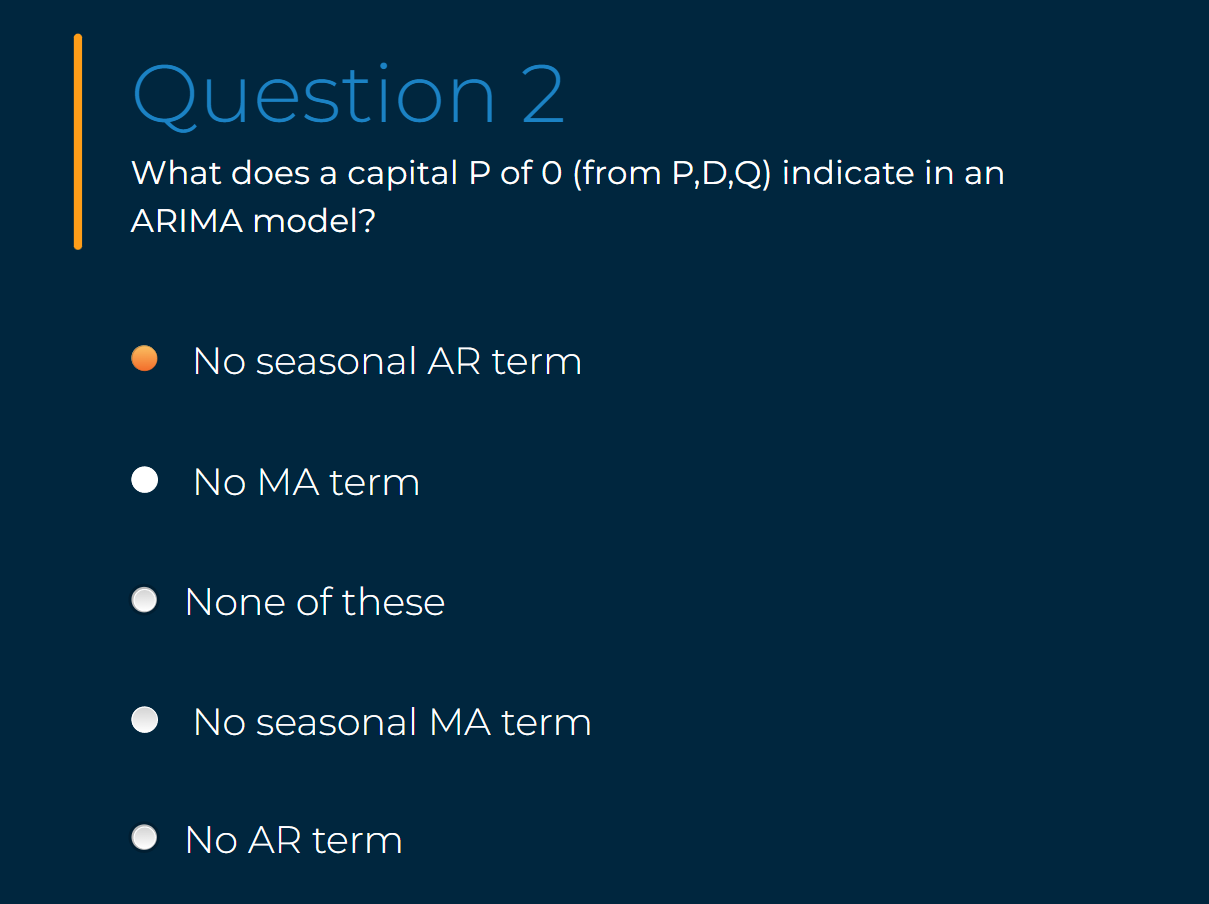 Question 2
What does a capital P of 0 (from P,D,Q) indicate in an
ARIMA model?
No seasonal AR term
No MA term
None of these
No seasonal MA term
No AR term